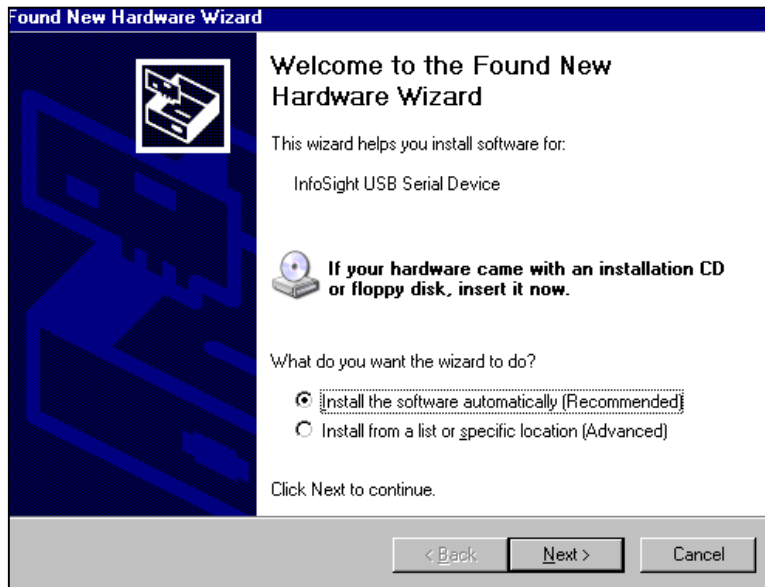 Found New Hardware Wizard
Welcome to the Found New
Hardware Wizard
This wizard helps you install software for:
InfoSight USB Serial Device
If your hardware came with an installation CD
or floppy disk, insert it now.
What do you want the wizard to do?
Install the software automatically (Recommended)
Install from a list or specific location (Advanced)
Click Next to continue.
< Back Next > Cancel